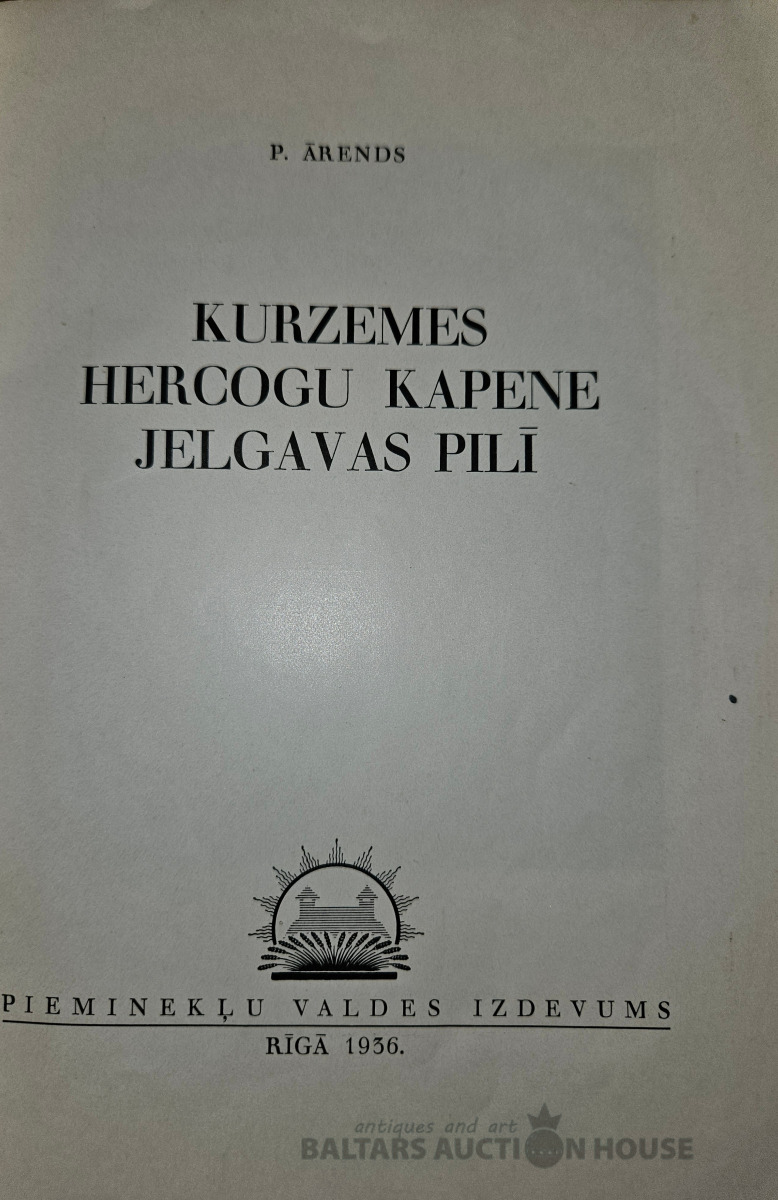 P. ĀRENDS
KURZEMES
HERCOGU KAPENE
JELGAVAS PILĪ
PIEMINEKĻU VALDES IZDEVUMS
RĪGĀ 1936.
antiques and art
BALTARS AUCTION HOUSE